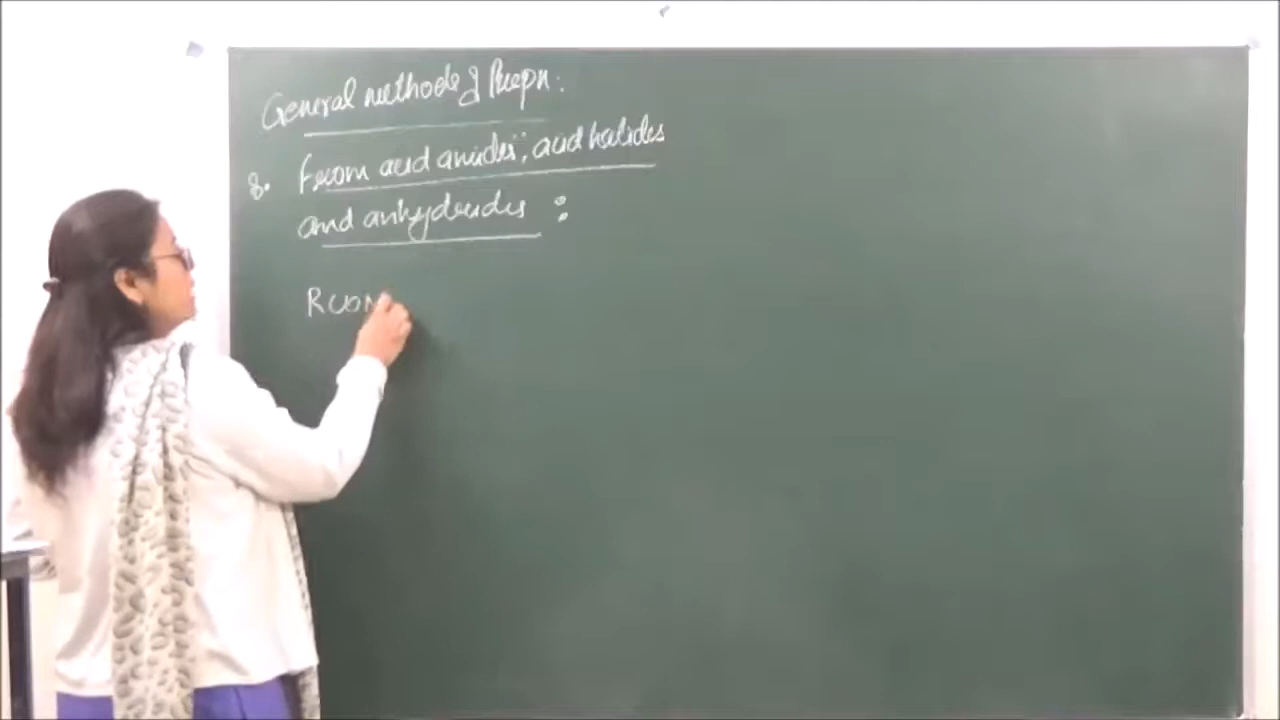 General methods of Prepn:
8. From acid amides, acid halides
and anhydrides :
RCON